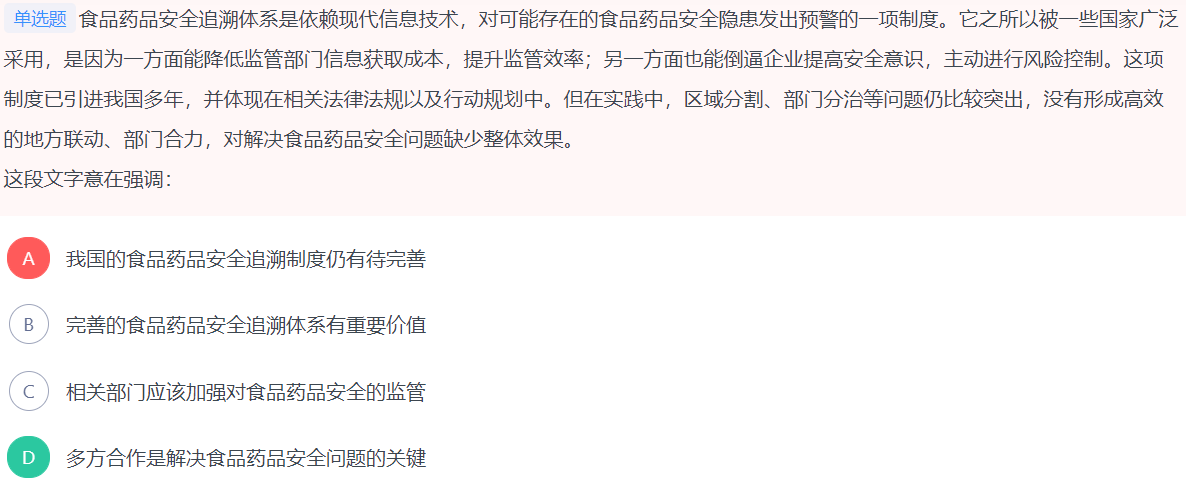 单选题 食品药品安全追溯体系是依赖现代信息技术，对可能存在的食品药品安全隐患发出预警的一项制度。它之所以被一些国家广泛
采用，是因为一方面能降低监管部门信息获取成本，提升监管效率；另一方面也能倒逼企业提高安全意识，主动进行风险控制。这项
制度已引进我国多年，并体现在相关法律法规以及行动规划中。但在实践中，区域分割、部门分治等问题仍比较突出，没有形成高效
的地方联动、部门合力，对解决食品药品安全问题缺少整体效果。
这段文字意在强调：
A 我国的食品药品安全追溯制度仍有待完善
B 完善的食品药品安全追溯体系有重要价值
C 相关部门应该加强对食品药品安全的监管
D 多方合作是解决食品药品安全问题的关键